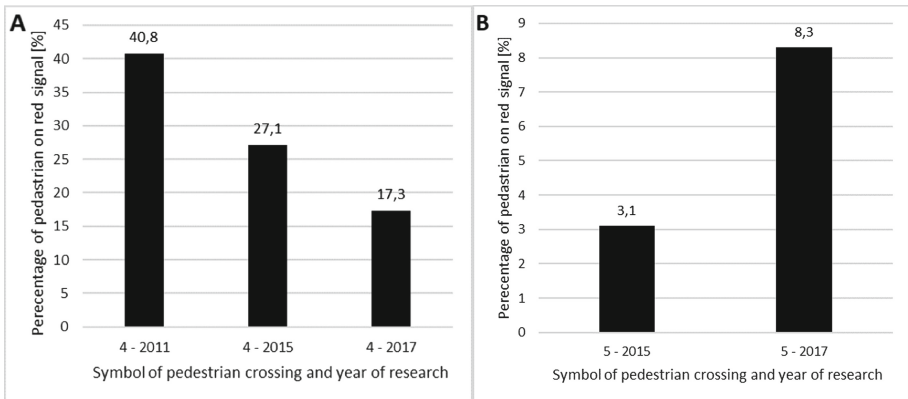 A
Perecentage of pedastrian on red signal [%]
45
40
35
30
25
20
15
10
5
0
40,8
27,1
17,3
4 - 2011
4 - 2015
4 - 2017
Symbol of pedestrian crossing and year of research
B
Perecentage of pedastrian on red signal [%]
9
8
7
6
5
4
3
2
1
0
3,1
8,3
5 - 2015
5 - 2017
Symbol of pedestrian crossing and year of research